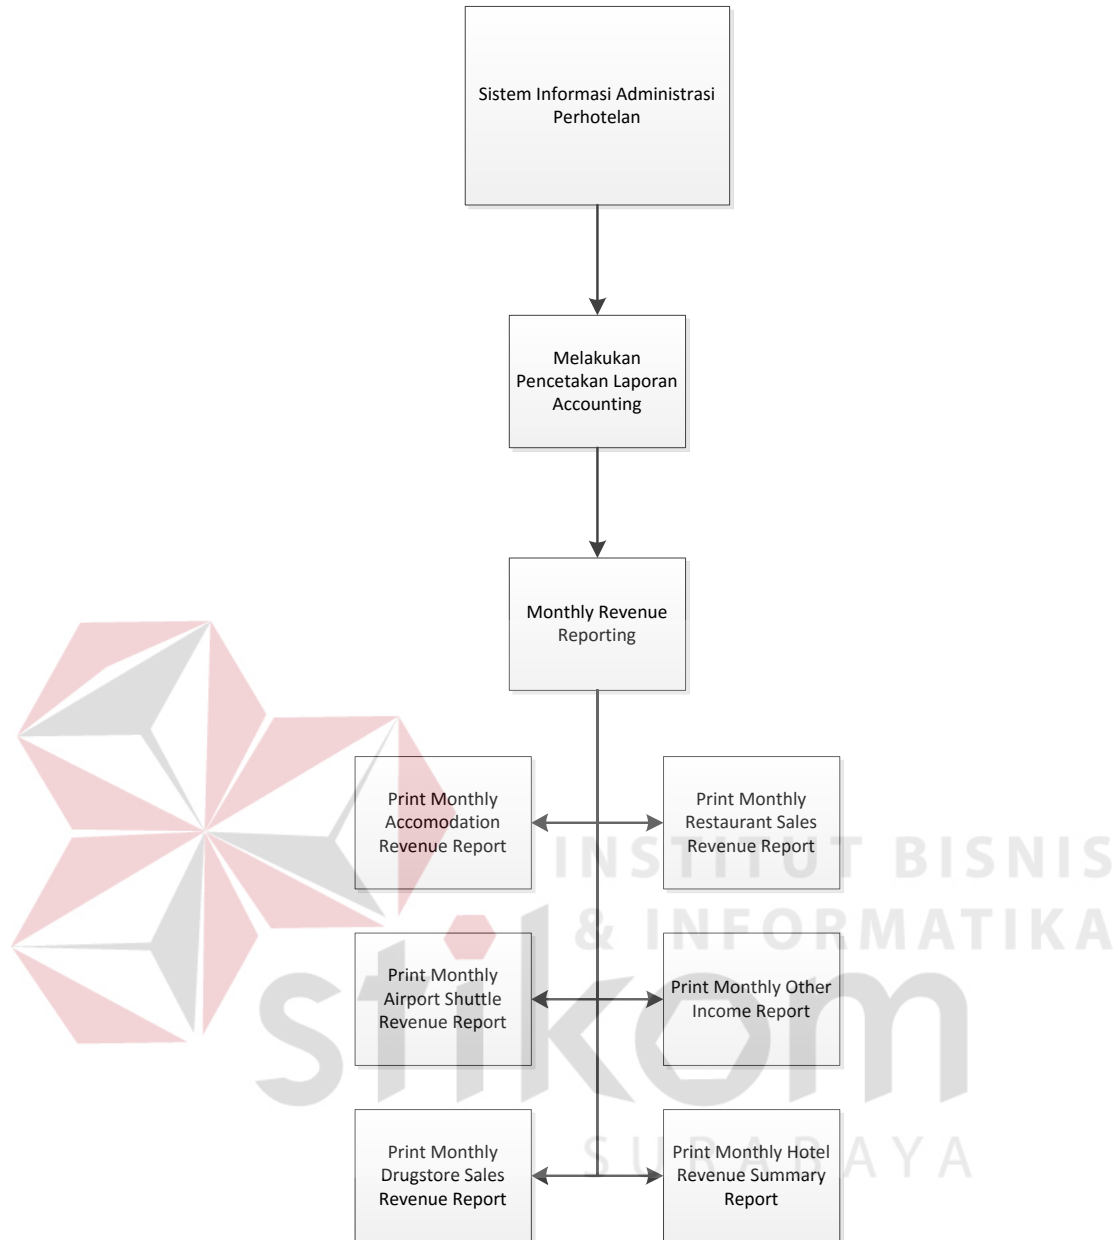 Sistem Informasi Administrasi
Perhotelan
Melakukan
Pencetakan Laporan
Accounting
Monthly Revenue
Reporting
Print Monthly
Accomodation
Revenue Report
Print Monthly
Restaurant Sales
Revenue Report
INSTITUT BISNIS
& INFORMATIKA
Print Monthly
Airport Shuttle
Revenue Report
Print Monthly Other
Income Report
stikom
Print Monthly
Drugstore Sales
Revenue Report
Print Monthly Hotel
Revenue Summary
Report
SURABAYA